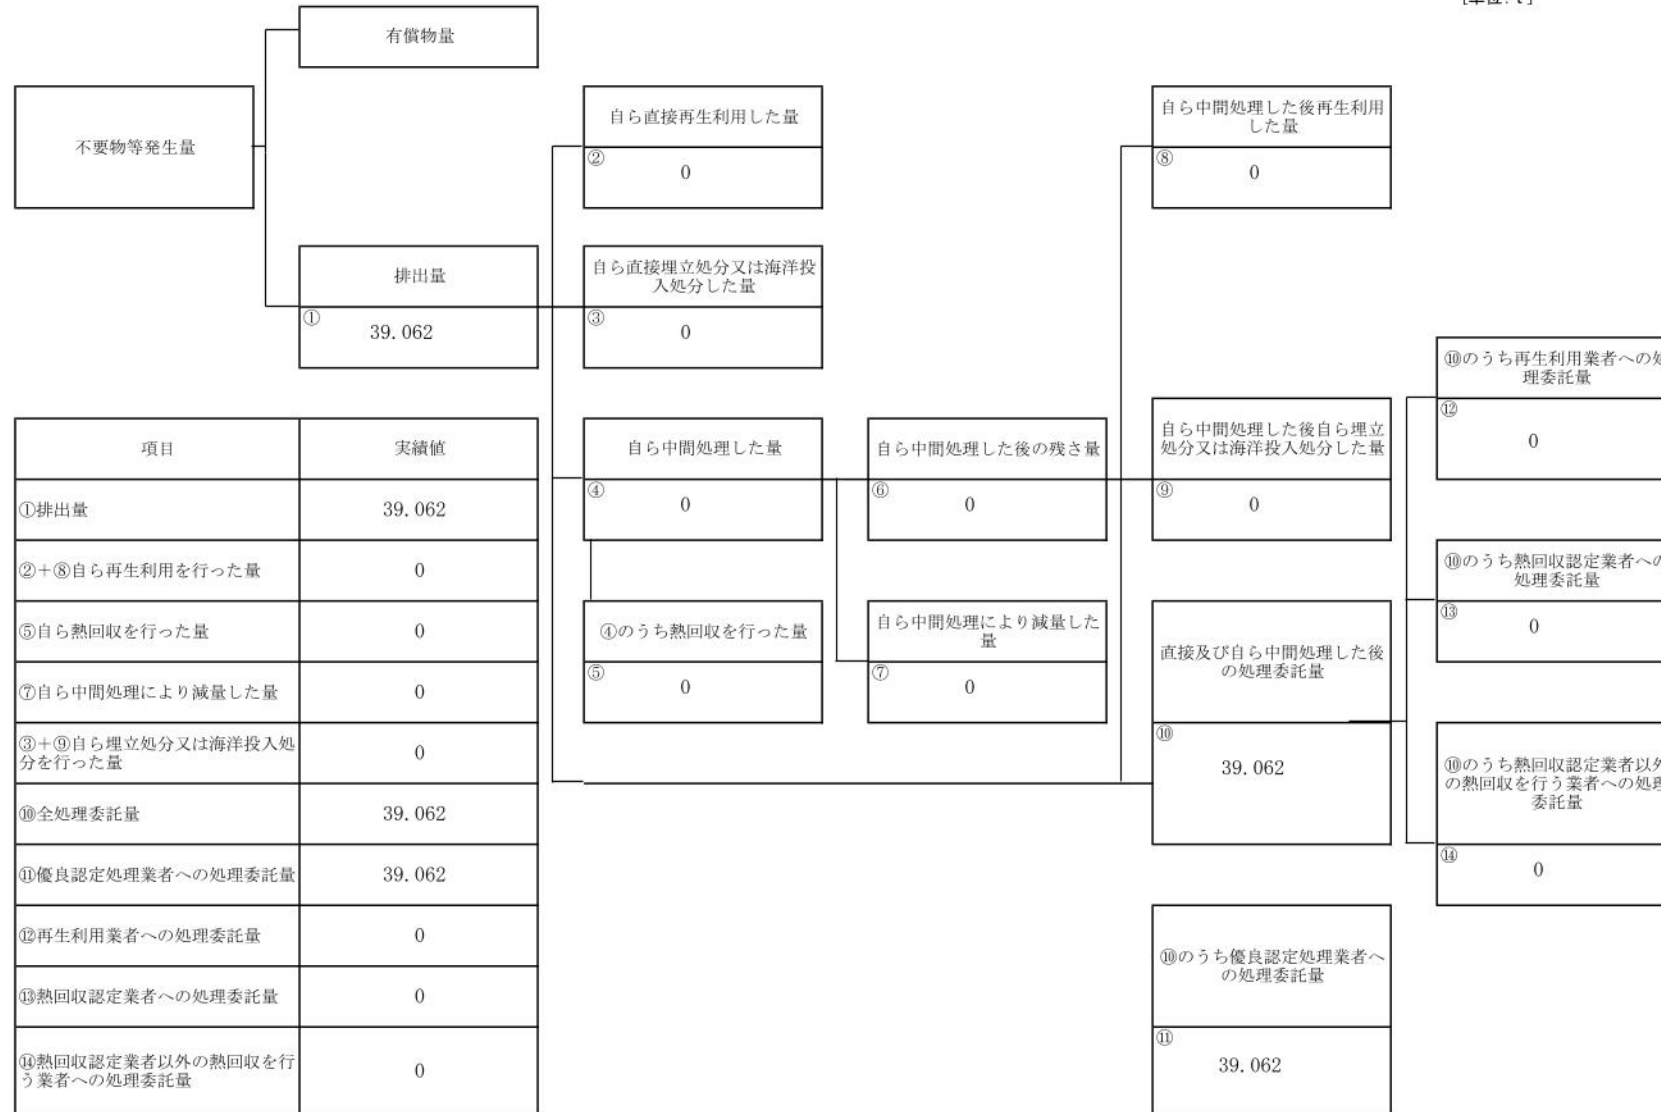 有償物量
不要物等発生量
排出量
①
39.062
自ら直接再生利用した量
②
0
自ら直接埋立処分又は海洋投
入処分した量
③
0
自ら中間処理した量
④
0
④のうち熱回収を行った量
⑤
0
自ら中間処理した後の残さ量
⑥
0
自ら中間処理により減量した
量
⑦
0
自ら中間処理した後再生利用
した量
⑧
0
自ら中間処理した後自ら埋立
処分又は海洋投入処分した量
⑨
0
直接及び自ら中間処理した後
の処理委託量
⑩
39.062
⑩のうち優良認定処理業者へ
の処理委託量
⑪
39.062
⑩のうち再生利用業者への処
理委託量
⑫
0
⑩のうち熱回収認定業者への
処理委託量
⑬
0
⑩のうち熱回収認定業者以外
の熱回収を行う業者への処理
委託量
⑭
0
項目 実績値
①排出量 39.062
②+⑧自ら再生利用を行った量 0
⑤自ら熱回収を行った量 0
⑦自ら中間処理により減量した量 0
③+⑨自ら埋立処分又は海洋投入処
分を行った量 0
⑩全処理委託量 39.062
⑪優良認定処理業者への処理委託量 39.062
⑫再生利用業者への処理委託量 0
⑬熱回収認定業者への処理委託量 0
⑭熱回収認定業者以外の熱回収を行
う業者への処理委託量 0